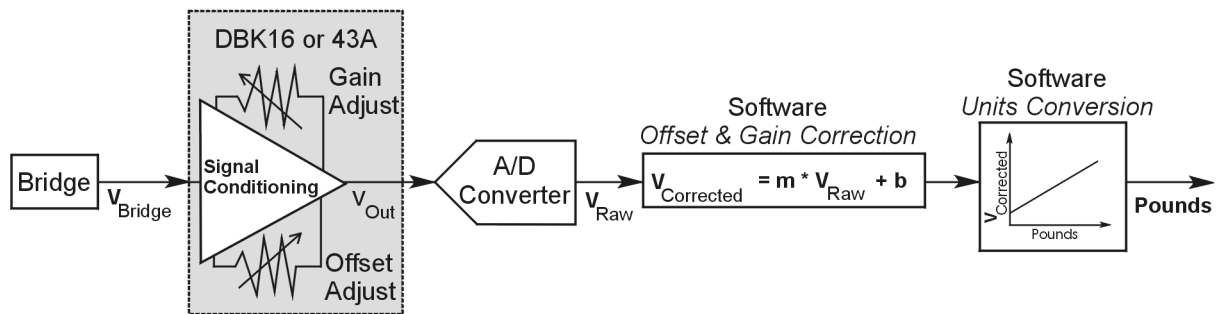 DBK16 or 43A
Gain
Adjust
Signal
Conditioning
Offset
Adjust
Bridge
VBridge
VOut
A/D
Converter
VRaw
Software
Offset & Gain Correction
VCorrected = m * VRaw + b
Software
Units Conversion
VCorrected
Pounds
Pounds